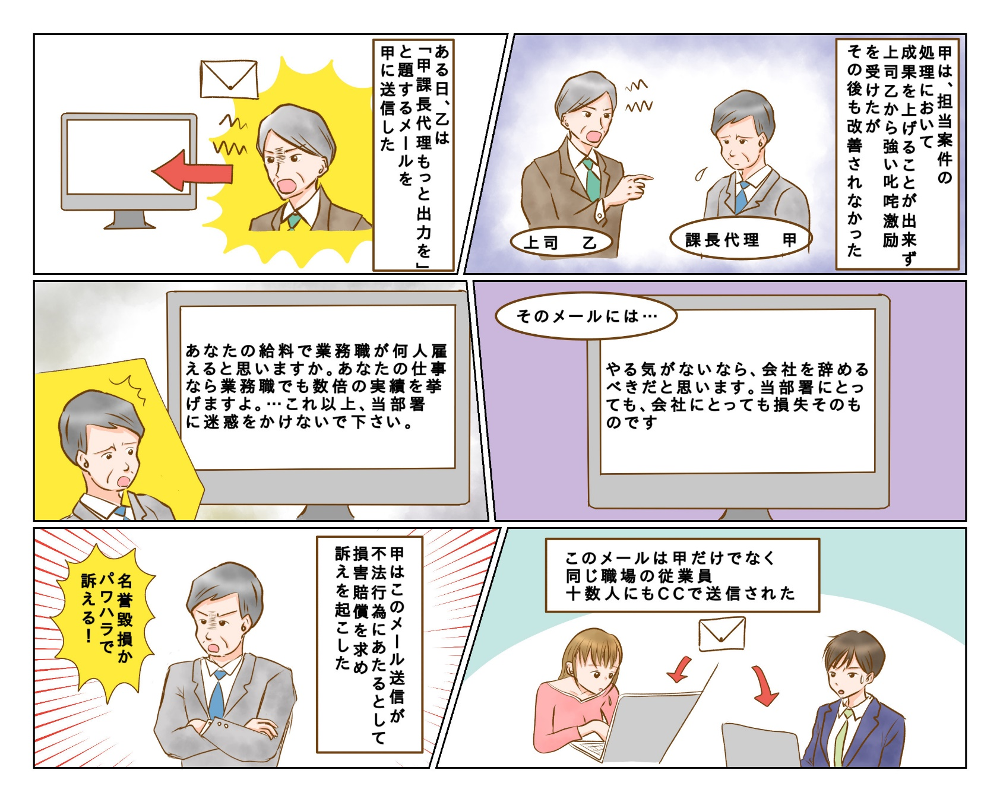 甲は、担当案件の
処理において
成果を上げることが出来ず
上司乙から強い叱咤激励
を受けたが
その後も改善されなかった
上司　乙
課長代理　甲
ある日、乙は
「甲課長代理もっと出力を」
と題するメールを
甲に送信した
そのメールには…
やる気がないなら、会社を辞める
べきだと思います。当部署にとっ
ても、会社にとっても損失そのも
のです
あなたの給料で業務職が何人雇
えると思いますか。あなたの仕事
なら業務職でも数倍の実績を挙
げますよ。…これ以上、当部署
に迷惑をかけないで下さい。
このメールは甲だけでなく
同じ職場の従業員
十数人にもCCで送信された
甲はこのメール送信が
不法行為にあたるとして
損害賠償を求め
訴えを起こした
名誉毀損か
パワハラで
訴える！